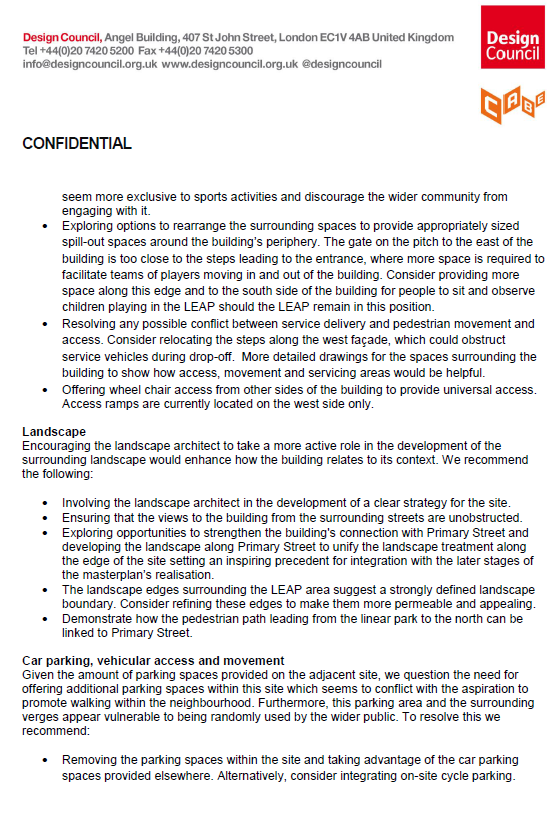 Design Council, Angel Building, 407 St John Street, London EC1V 4AB United Kingdom
Tel +44(0)20 7420 5200 Fax +44(0)20 7420 5300
info@designcouncil.org.uk www.designcouncil.org.uk @designcouncil
Design
Council
CABE
CONFIDENTIAL
seem more exclusive to sports activities and discourage the wider community from
engaging with it.
• Exploring options to rearrange the surrounding spaces to provide appropriately sized
spill-out spaces around the building's periphery. The gate on the pitch to the east of the
building is too close to the steps leading to the entrance, where more space is required to
facilitate teams of players moving in and out of the building. Consider providing more
space along this edge and to the south side of the building for people to sit and observe
children playing in the LEAP should the LEAP remain in this position.
• Resolving any possible conflict between service delivery and pedestrian movement and
access. Consider relocating the steps along the west façade, which could obstruct
service vehicles during drop-off. More detailed drawings for the spaces surrounding the
building to show how access, movement and servicing areas would be helpful.
• Offering wheel chair access from other sides of the building to provide universal access.
Access ramps are currently located on the west side only.
Landscape
Encouraging the landscape architect to take a more active role in the development of the
surrounding landscape would enhance how the building relates to its context. We recommend
the following:
• Involving the landscape architect in the development of a clear strategy for the site.
• Ensuring that the views to the building from the surrounding streets are unobstructed.
• Exploring opportunities to strengthen the building's connection with Primary Street and
developing the landscape along Primary Street to unify the landscape treatment along
the edge of the site setting an inspiring precedent for integration with the later stages of
the masterplan's realisation.
• The landscape edges surrounding the LEAP area suggest a strongly defined landscape
boundary. Consider refining these edges to make them more permeable and appealing.
• Demonstrate how the pedestrian path leading from the linear park to the north can be
linked to Primary Street.
Car parking, vehicular access and movement
Given the amount of parking spaces provided on the adjacent site, we question the need for
offering additional parking spaces within this site which seems to conflict with the aspiration to
promote walking within the neighbourhood. Furthermore, this parking area and the surrounding
verges appear vulnerable to being randomly used by the wider public. To resolve this we
recommend:
• Removing the parking spaces within the site and taking advantage of the car parking
spaces provided elsewhere. Alternatively, consider integrating on-site cycle parking.